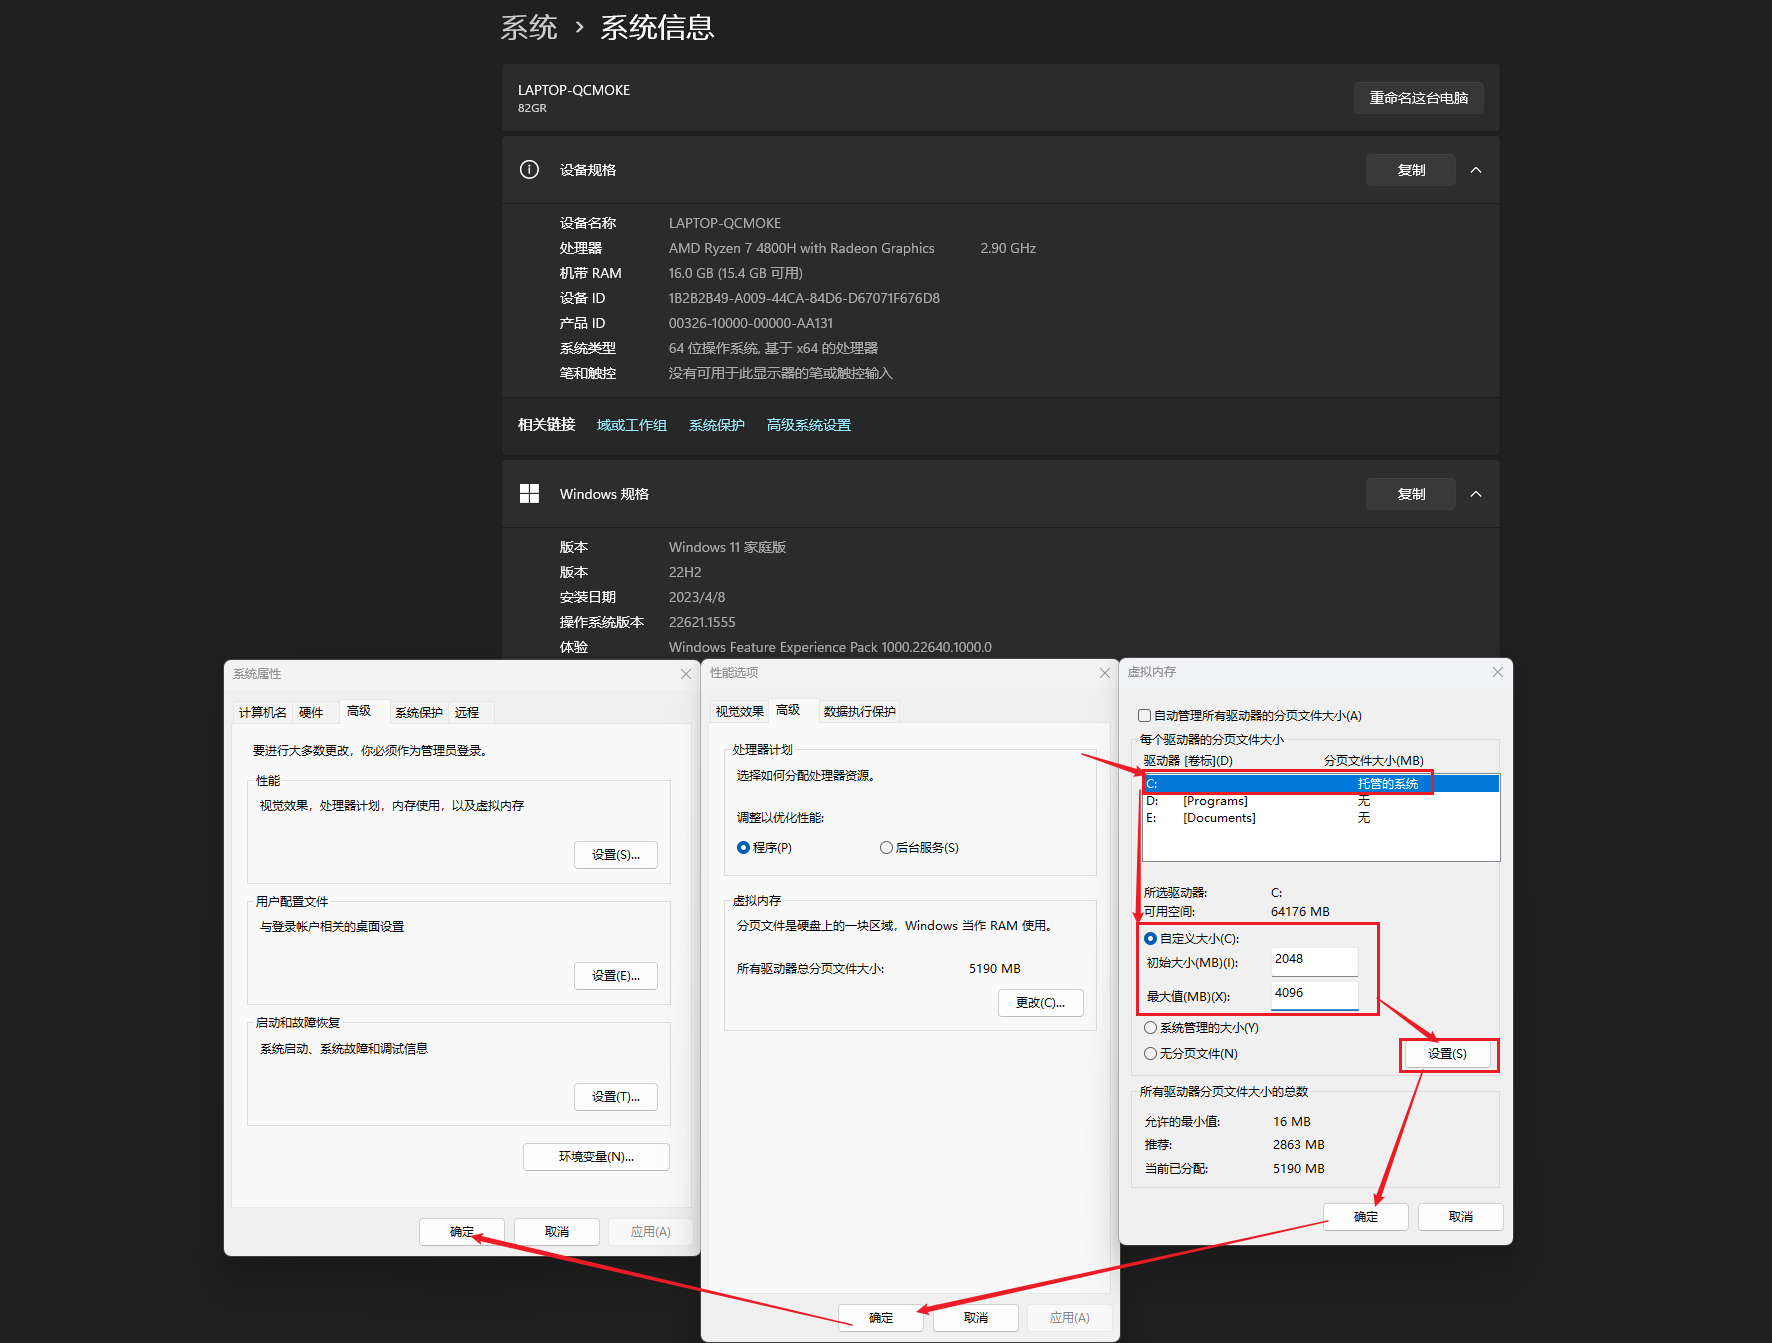 系统 › 系统信息
LAPTOP-QCMOKE
82GR
重命名这台电脑
设备规格
复制
设备名称 LAPTOP-QCMOKE
处理器 AMD Ryzen 7 4800H with Radeon Graphics 2.90 GHz
机带 RAM 16.0 GB (15.4 GB 可用)
设备 ID 1B2B2B49-A009-44CA-84D6-D67071F676D8
产品 ID 00326-10000-00000-AA131
系统类型 64 位操作系统, 基于 x64 的处理器
笔和触控 没有可用于此显示器的笔或触控输入
相关链接 域或工作组 系统保护 高级系统设置
Windows 规格
复制
版本 Windows 11 家庭版
版本 22H2
安装日期 2023/4/8
操作系统版本 22621.1555
体验 Windows Feature Experience Pack 1000.22640.1000.0
系统属性
计算机名 硬件 高级 系统保护 远程
要进行大多数更改，你必须作为管理员登录。
性能
视觉效果，处理器计划，内存使用，以及虚拟内存
设置(S)...
用户配置文件
与登录帐户相关的桌面设置
设置(E)...
启动和故障恢复
系统启动、系统故障和调试信息
设置(T)...
环境变量(N)...
确定 取消 应用(A)
性能选项
视觉效果 高级 数据执行保护
处理器计划
选择如何分配处理器资源。
调整以优化性能:
程序(P) 后台服务(S)
虚拟内存
分页文件是硬盘上的一块区域，Windows 当作 RAM 使用。
所有驱动器总分页文件大小: 5190 MB
更改(C)...
确定 取消 应用(A)
虚拟内存
自动管理所有驱动器的分页文件大小(A)
每个驱动器的分页文件大小
驱动器 [卷标](D) 分页文件大小(MB)
C: 托管的系统
D: [Programs] 无
E: [Documents] 无
所选驱动器: C:
可用空间: 64176 MB
自定义大小(C):
初始大小(MB)(I): 2048
最大值(MB)(X): 4096
系统管理的大小(Y)
无分页文件(N)
设置(S)
所有驱动器分页文件大小的总数
允许的最小值: 16 MB
推荐: 2863 MB
当前已分配: 5190 MB
确定 取消